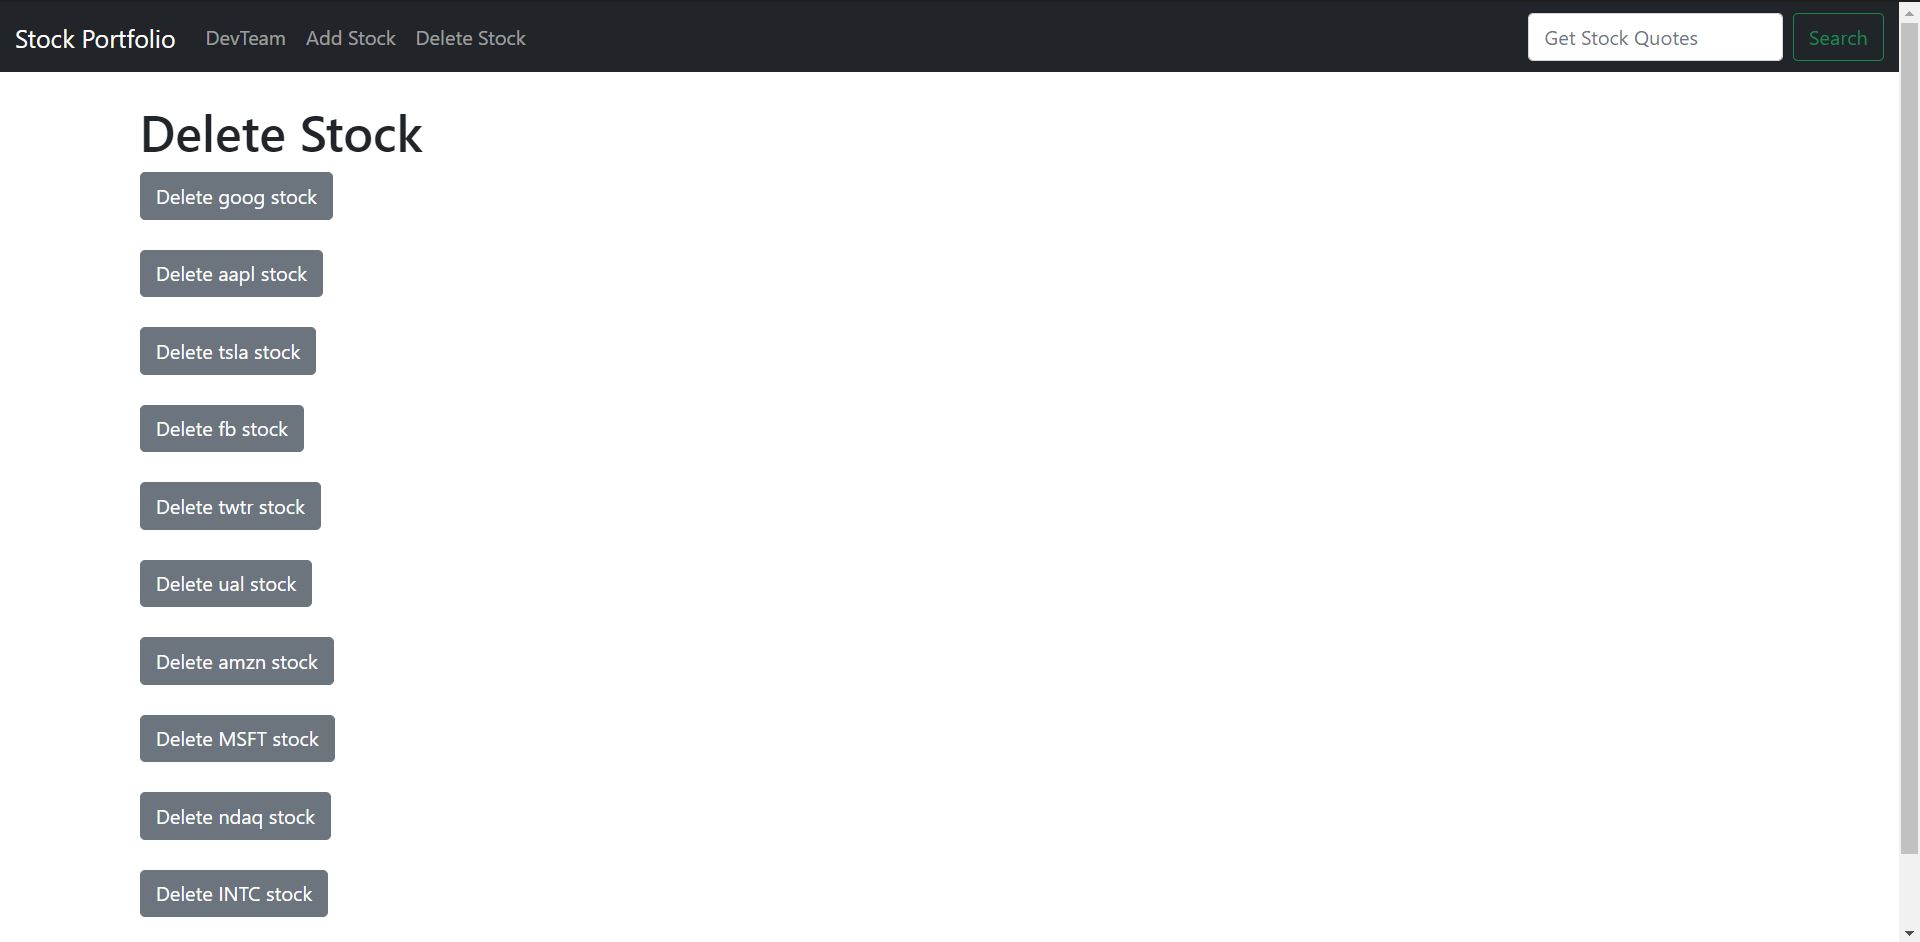 Stock Portfolio DevTeam Add Stock Delete Stock Get Stock Quotes Search
Delete Stock
Delete goog stock
Delete aapl stock
Delete tsla stock
Delete fb stock
Delete twtr stock
Delete ual stock
Delete amzn stock
Delete MSFT stock
Delete ndaq stock
Delete INTC stock